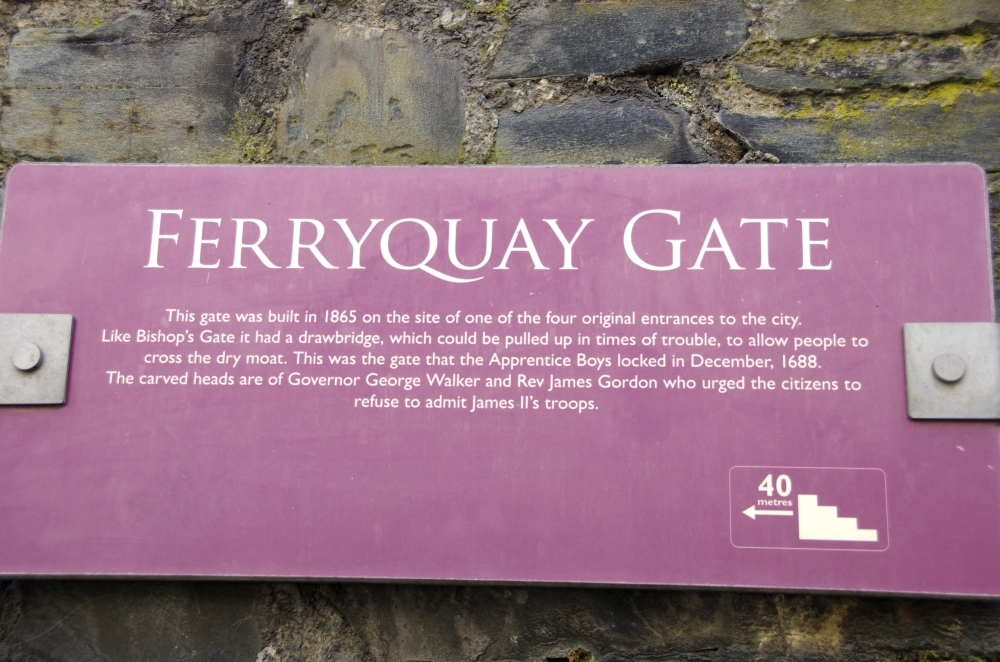 FERRYQUAY GATE
This gate was built in 1865 on the site of one of the four original entrances to the city.
Like Bishop's Gate it had a drawbridge, which could be pulled up in times of trouble, to allow people to
cross the dry moat. This was the gate that the Apprentice Boys locked in December, 1688.
The carved heads are of Governor George Walker and Rev James Gordon who urged the citizens to
refuse to admit James II's troops.
40
metres